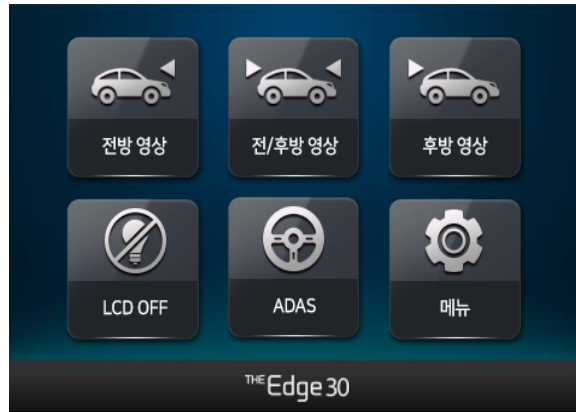 전방 영상
전/후방 영상
후방 영상
LCD OFF
ADAS
메뉴
THE Edge 30